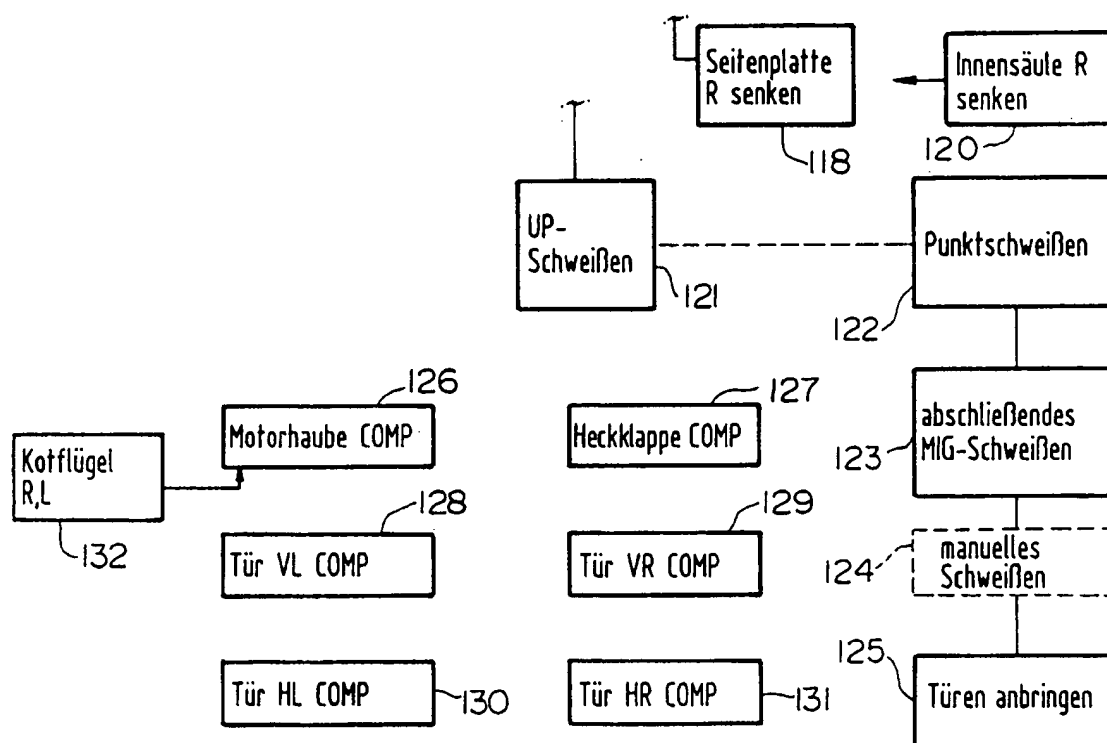 Seitenplatte
R senken
118
Innensäule R
senken
120
UP-
Schweißen
121
Punktschweißen
122
126
Motorhaube COMP
127
Heckklappe COMP
abschließendes
MIG-Schweißen
123
Kotflügel
R,L
132
128
Tür VL COMP
129
Tür VR COMP
manuelles
Schweißen
124
Tür HL COMP
130
Tür HR COMP
131
125
Türen anbringen